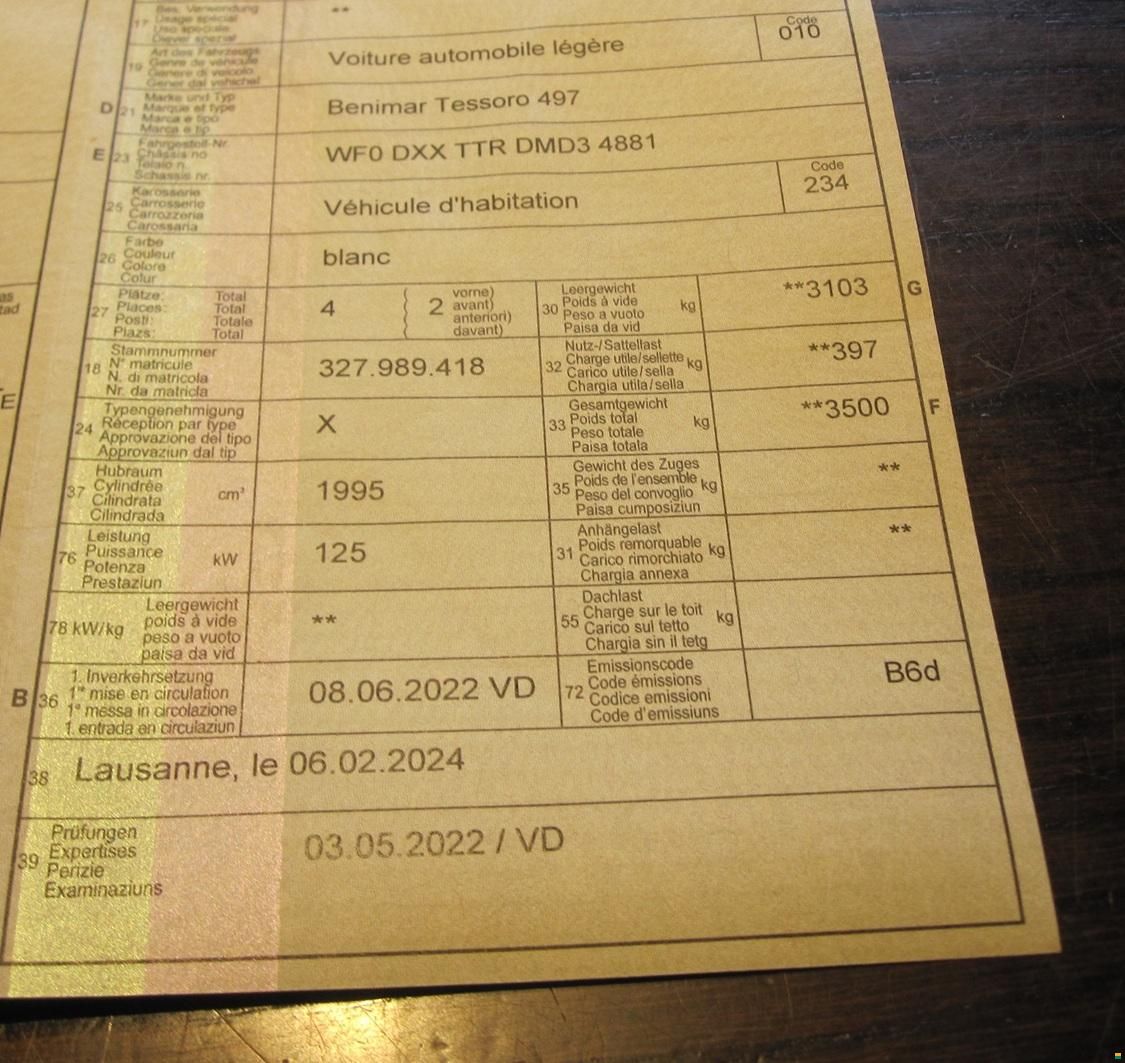 17 Bes. Verwendung **
Usage spécial
Uso speciale
Diever spezial
19 Art des Fahrzeugs Voiture automobile légère Code
Genre de véhicule 010
Genere di veicolo
Gener dal vehichel
D 21 Marke und Typ Benimar Tessoro 497
Marque et type
Marca e tipo
Marca e tip
E 23 Fahrgestell-Nr. WF0 DXX TTR DMD3 4881
Châssis no
Telaio n.
Schassis nr.
25 Karosserie Véhicule d'habitation Code
Carrosserie 234
Carrozzeria
Carossaria
26 Farbe blanc
Couleur
Colore
Colur
27 Plätze: Total 4 ( 2 vorne)
Places: Total ( avant)
Posti: Totale ( anteriori)
Plazs: Total ( davant)
30 Leergewicht kg **3103 G
Poids à vide
Peso a vuoto
Paisa da vid
18 Stammnummer 327.989.418
N° matricule
N. di matricola
Nr. da matricla
32 Nutz-/Sattellast kg **397
Charge utile/sellette
Carico utile/sella
Chargia utila/sella
24 Typengenehmigung X
Réception par type
Approvazione del tipo
Approvaziun dal tip
33 Gesamtgewicht kg **3500 F
Poids total
Peso totale
Paisa totala
37 Hubraum cm³ 1995
Cylindrée
Cilindrata
Cilindrada
35 Gewicht des Zuges kg **
Poids de l'ensemble
Peso del convoglio
Paisa cumposiziun
76 Leistung kW 125
Puissance
Potenza
Prestaziun
31 Anhängelast kg **
Poids remorquable
Carico rimorchiato
Chargia annexa
78 kW/kg Leergewicht **
poids à vide
peso a vuoto
paisa da vid
55 Dachlast kg
Charge sur le toit
Carico sul tetto
Chargia sin il tetg
B 36 1. Inverkehrsetzung 08.06.2022 VD
1re mise en circulation
1a messa in circolazione
1. entrada en circulaziun
72 Emissionscode B6d
Code émissions
Codice emissioni
Code d'emissiuns
38 Lausanne, le 06.02.2024
39 Prüfungen 03.05.2022 / VD
Expertises
Perizie
Examinaziuns